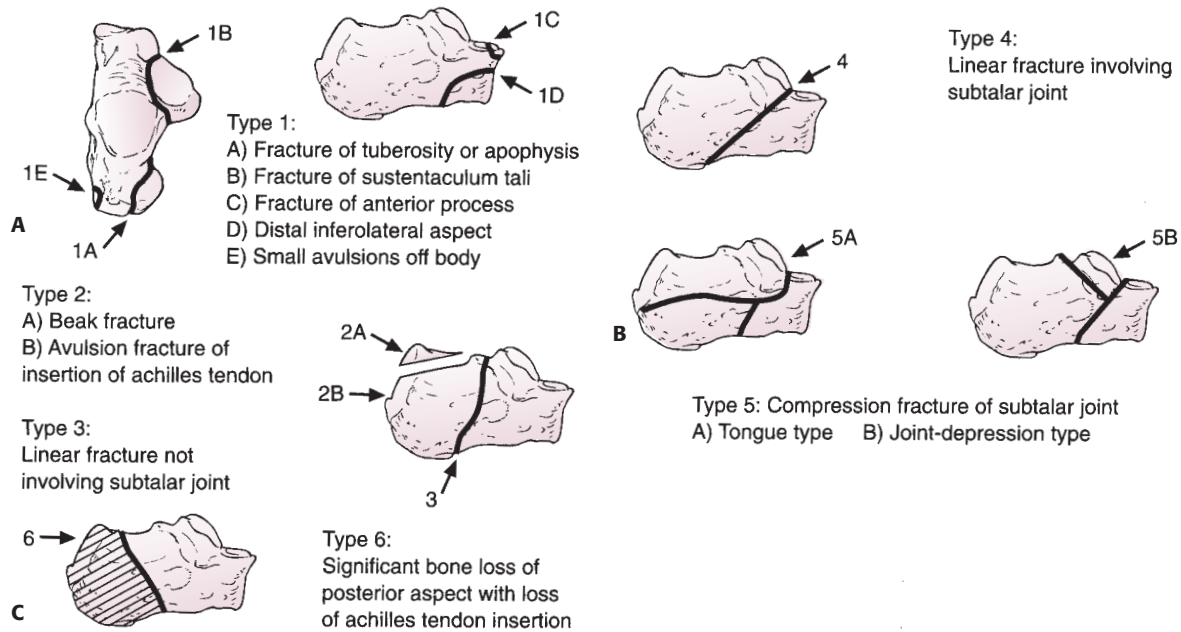 1B
1E
1A
A
1C
1D
Type 1:
A) Fracture of tuberosity or apophysis
B) Fracture of sustentaculum tali
C) Fracture of anterior process
D) Distal inferolateral aspect
E) Small avulsions off body
Type 2:
A) Beak fracture
B) Avulsion fracture of
insertion of achilles tendon
2A
2B
3
Type 3:
Linear fracture not
involving subtalar joint
4
Type 4:
Linear fracture involving
subtalar joint
5A
5B
B
Type 5: Compression fracture of subtalar joint
A) Tongue type B) Joint-depression type
6
C
Type 6:
Significant bone loss of
posterior aspect with loss
of achilles tendon insertion